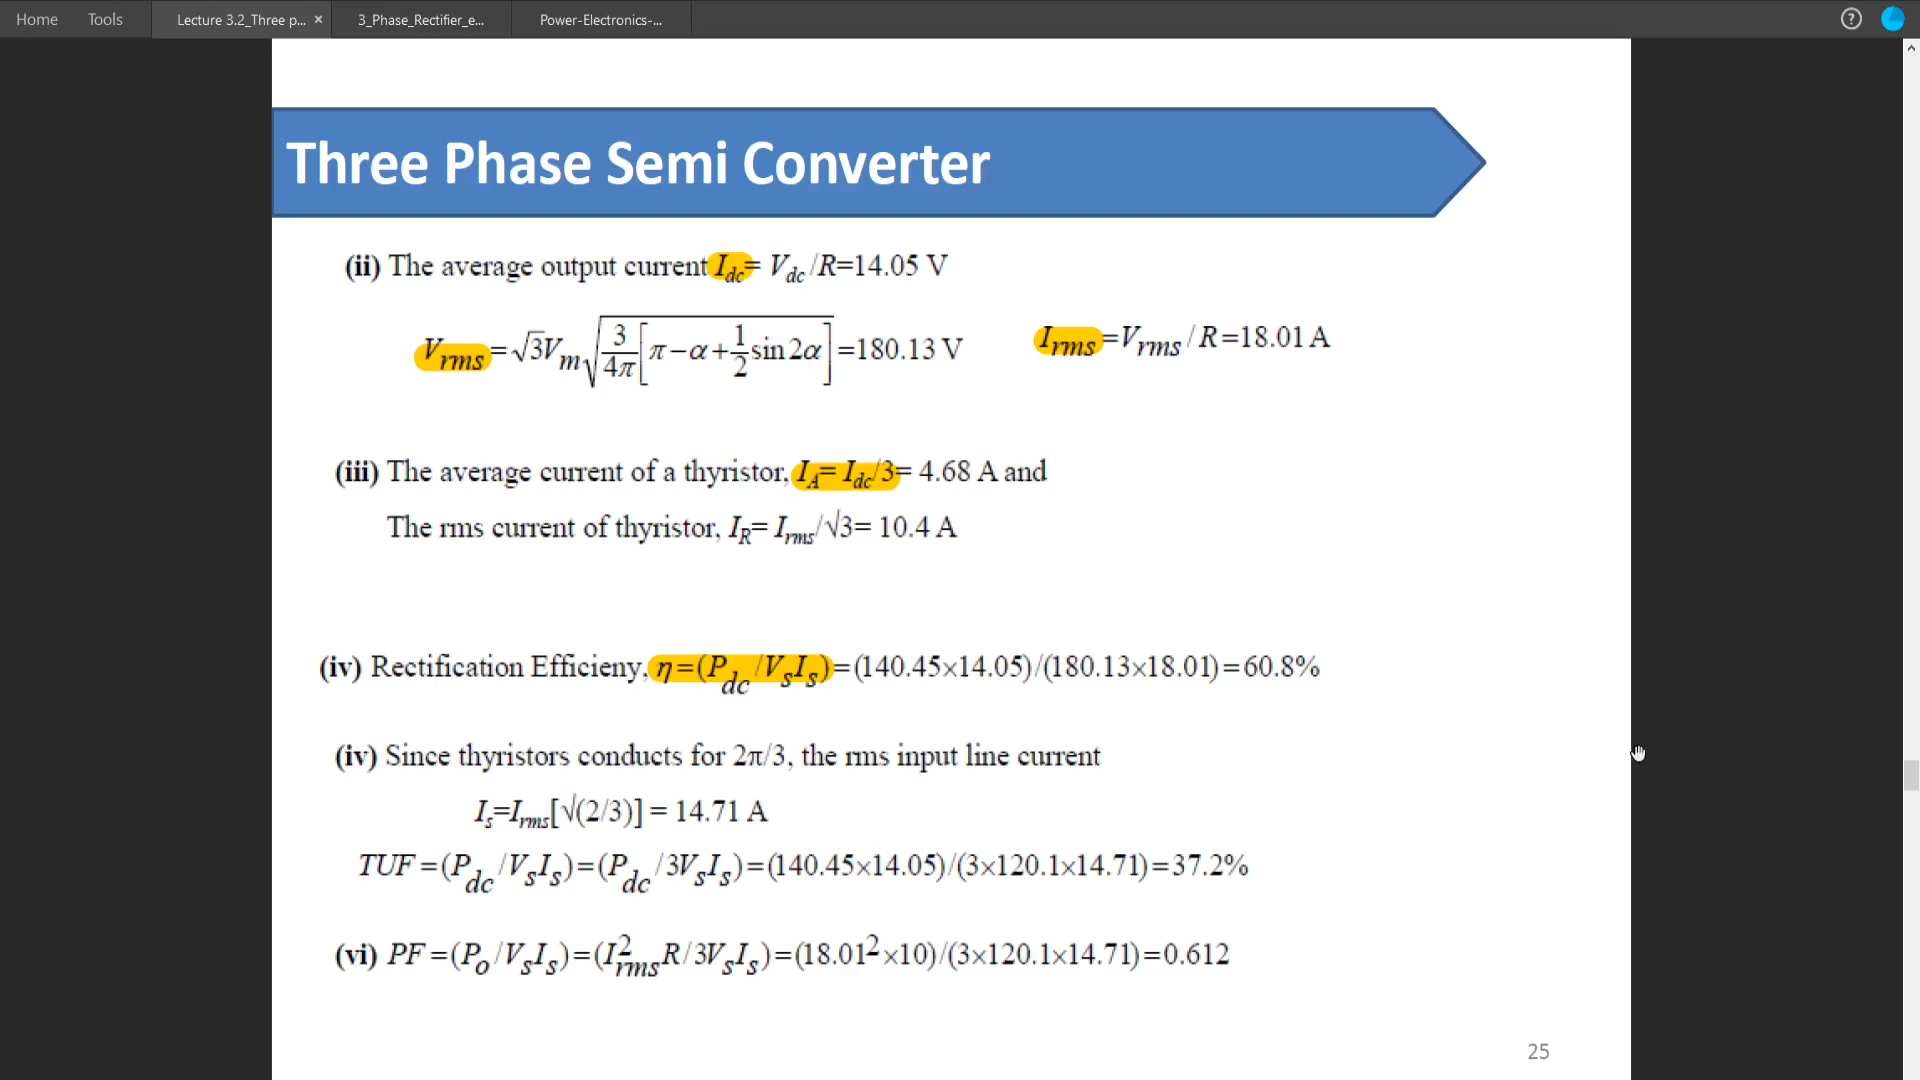 Home Tools Lecture 3.2_Three p... × 3_Phase_Rectifier_e... Power-Electronics-... ?
Three Phase Semi Converter
(ii) The average output current I_dc= V_dc/R=14.05 V
V_rms=√3V_m√(3/4π[π−α+1/2 sin2α])=180.13 V I_rms=V_rms/R=18.01 A
(iii) The average current of a thyristor, I_A= I_dc/3= 4.68 A and
The rms current of thyristor, I_R= I_rms/√3= 10.4 A
(iv) Rectification Efficieny, η=(P_dc/V_sI_s)=(140.45×14.05)/(180.13×18.01)=60.8%
(iv) Since thyristors conducts for 2π/3, the rms input line current
I_s=I_rms[√(2/3)] = 14.71 A
TUF=(P_dc/V_sI_s)=(P_dc/3V_sI_s)=(140.45×14.05)/(3×120.1×14.71)=37.2%
(vi) PF=(P_o/V_sI_s)=(I²_rmsR/3V_sI_s)=(18.01²×10)/(3×120.1×14.71)=0.612
25